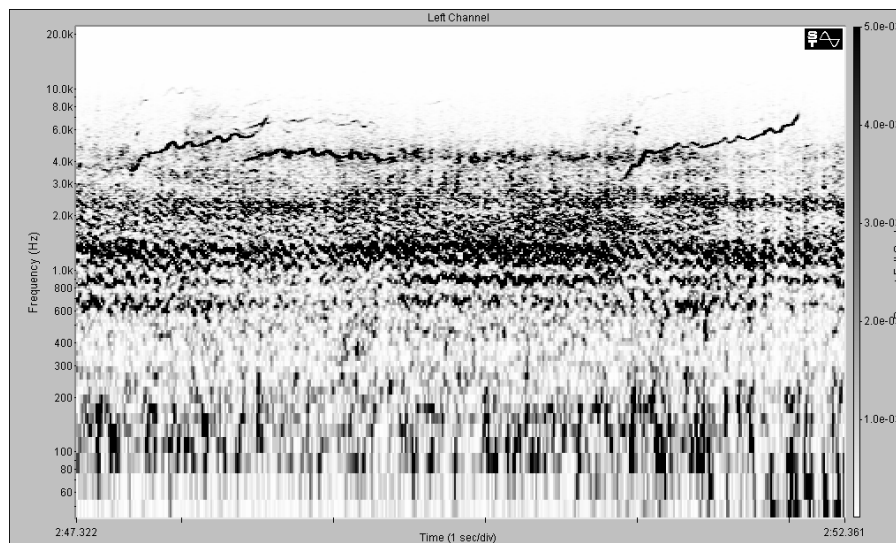 Left Channel
20.0k
10.0k
8.0k
6.0k
4.0k
3.0k
2.0k
1.0k
800
600
400
300
200
100
80
60
Frequency (Hz)
2:47.322
Time (1 sec/div)
2:52.361
S
T
5.0e-0
4.0e-0
3.0e-0
2.0e-0
1.0e-0